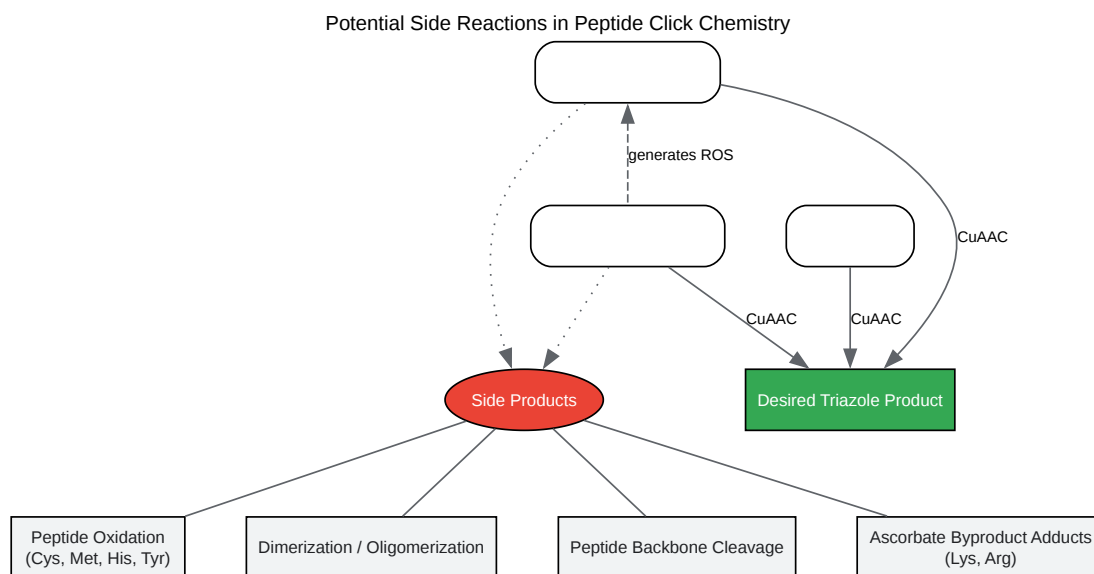 Potential Side Reactions in Peptide Click Chemistry
generates ROS
CuAAC
CuAAC
CuAAC
Side Products
Desired Triazole Product
Peptide Oxidation
(Cys, Met, His, Tyr)
Dimerization / Oligomerization
Peptide Backbone Cleavage
Ascorbate Byproduct Adducts
(Lys, Arg)